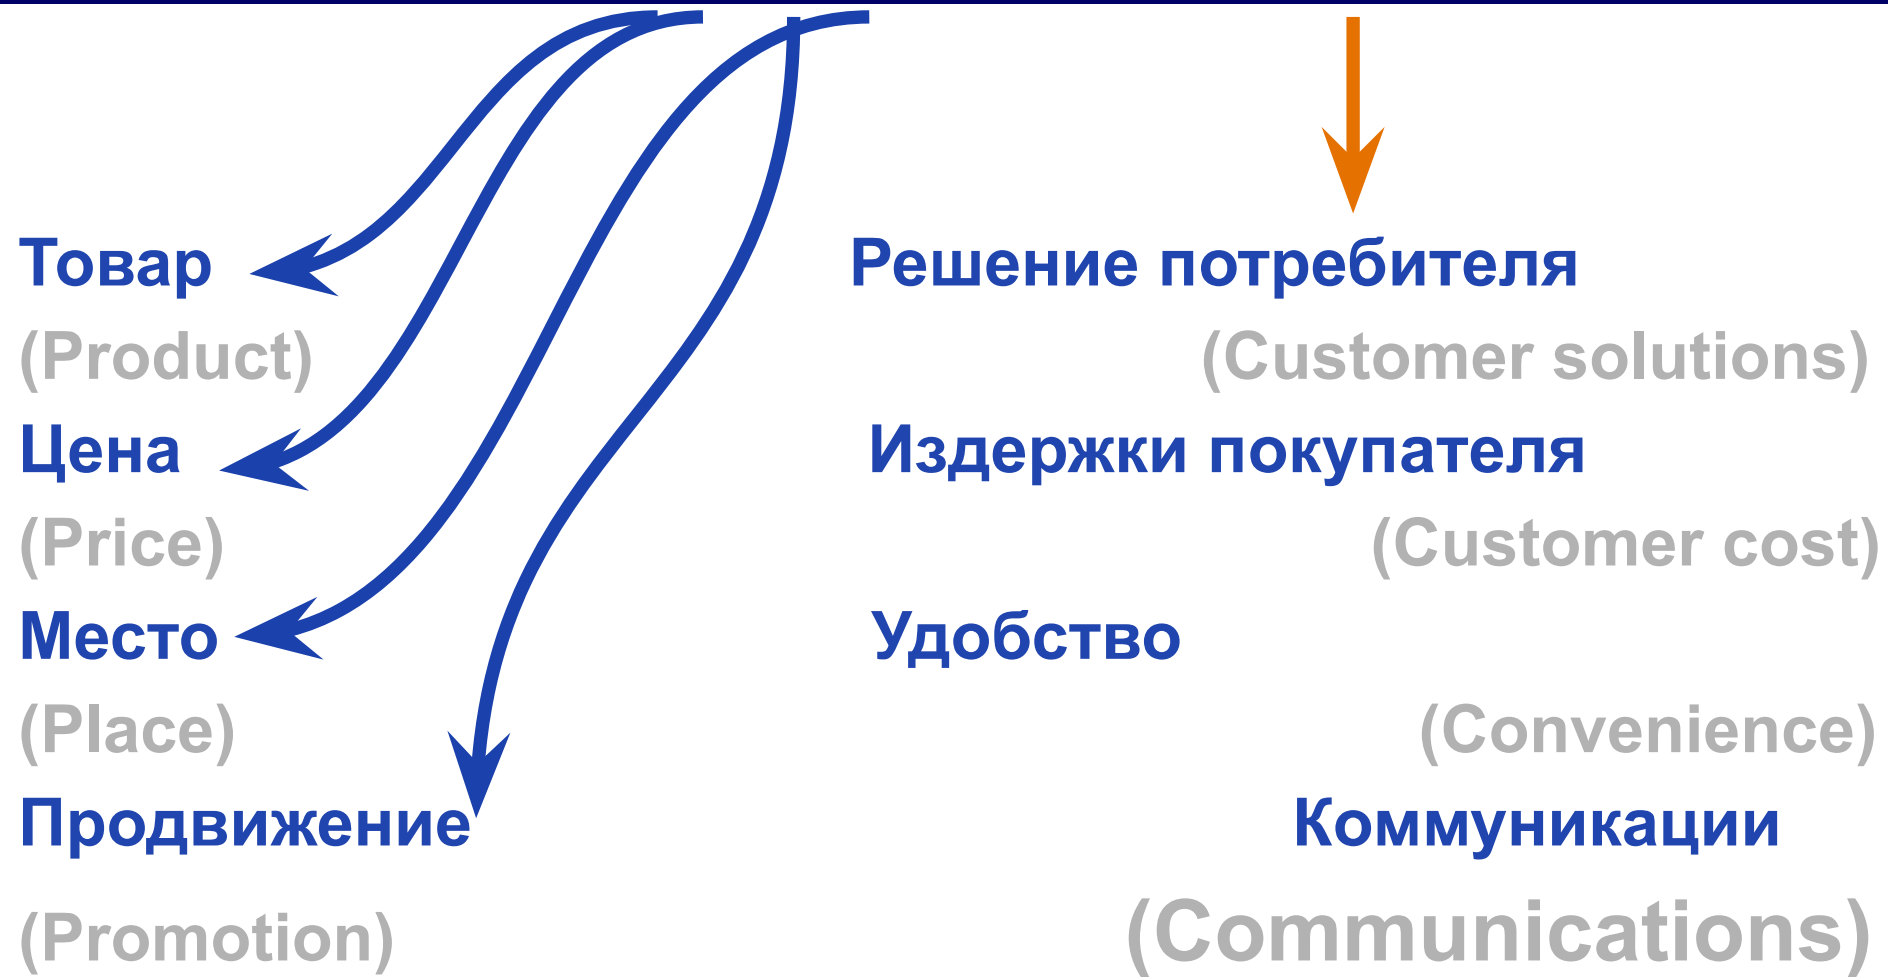 Товар Решение потребителя
(Product) (Customer solutions)
Цена Издержки покупателя
(Price) (Customer cost)
Место Удобство
(Place) (Convenience)
Продвижение Коммуникации
(Promotion) (Communications)